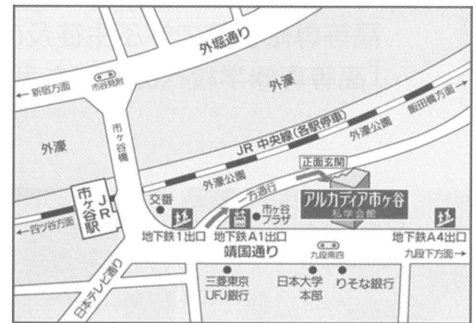 外堀通り
外濠
市谷見附
←新宿方面
飯田橋方面→
市ヶ谷橋
JR 中央線(各駅停車)
外濠公園
外濠
外濠公園
正面玄関
アルカディア市ヶ谷
私学会館
一方通行
JR
市ヶ谷駅
交番
市ヶ谷
プラザ
←四ツ谷方面
地下鉄1出口
地下鉄A1出口
地下鉄A4出口
靖国通り
九段南四
九段下方面→
日本テレビ通り
三菱東京
UFJ銀行
日本大学
本部
りそな銀行